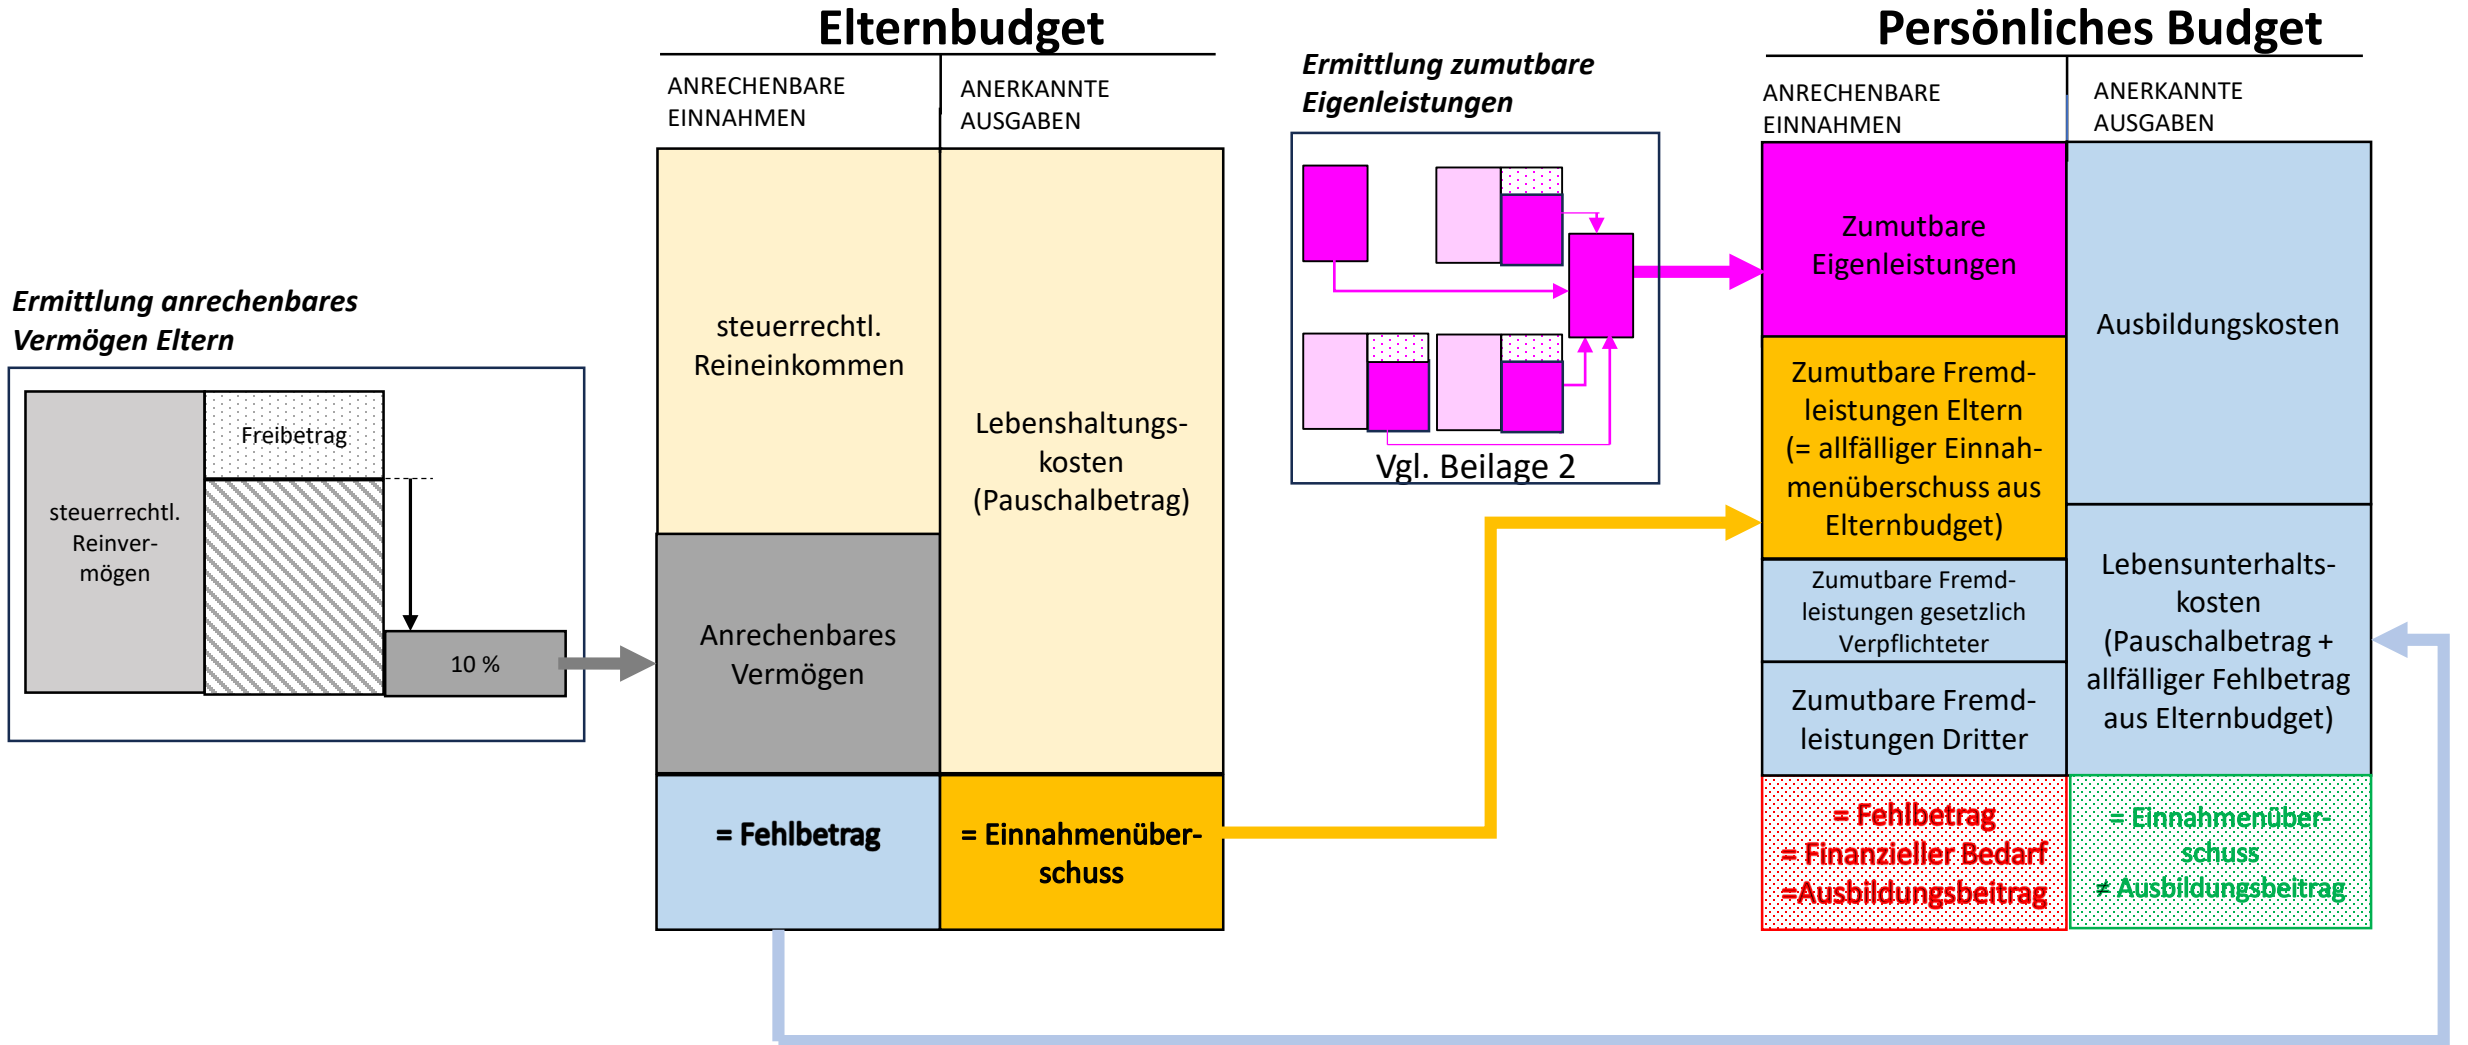 Elternbudget
ANRECHENBARE
EINNAHMEN
ANERKANNTE
AUSGABEN
steuerrechtl.
Reineinkommen
Lebenshaltungs-
kosten
(Pauschalbetrag)
Anrechenbares
Vermögen
= Fehlbetrag
= Einnahmenüber-
schuss
Ermittlung anrechenbares
Vermögen Eltern
Freibetrag
steuerrechtl.
Reinver-
mögen
10 %
Ermittlung zumutbare
Eigenleistungen
Vgl. Beilage 2
Persönliches Budget
ANRECHENBARE
EINNAHMEN
ANERKANNTE
AUSGABEN
Zumutbare
Eigenleistungen
Zumutbare Fremd-
leistungen Eltern
(= allfälliger Einnah-
menüberschuss aus
Elternbudget)
Zumutbare Fremd-
leistungen gesetzlich
Verpflichteter
Zumutbare Fremd-
leistungen Dritter
Ausbildungskosten
Lebensunterhalts-
kosten
(Pauschalbetrag +
allfälliger Fehlbetrag
aus Elternbudget)
= Fehlbetrag
= Finanzieller Bedarf
=Ausbildungsbeitrag
= Einnahmenüber-
schuss
≠ Ausbildungsbeitrag